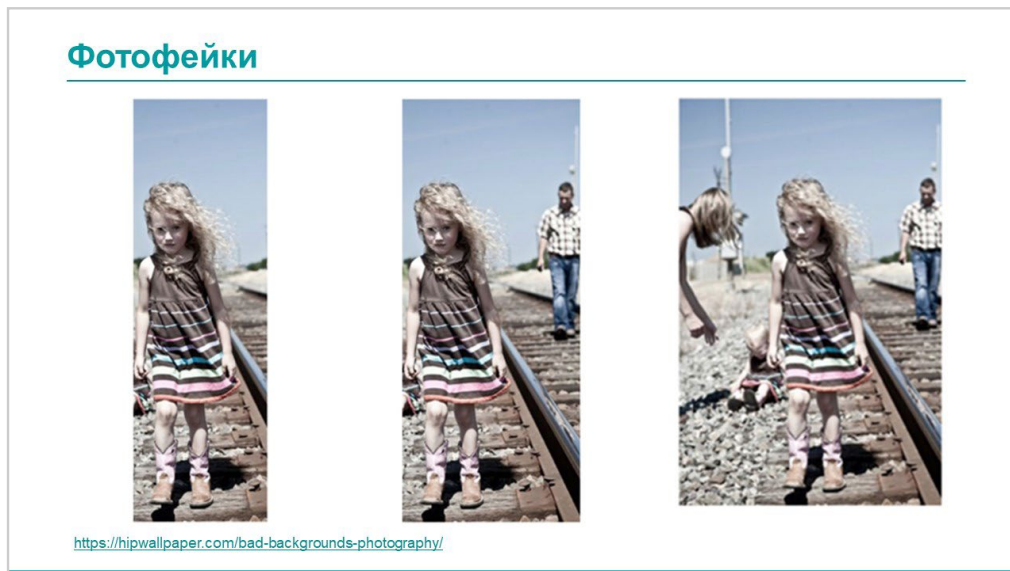 Фотофейки
https://hipwallpaper.com/bad-backgrounds-photography/